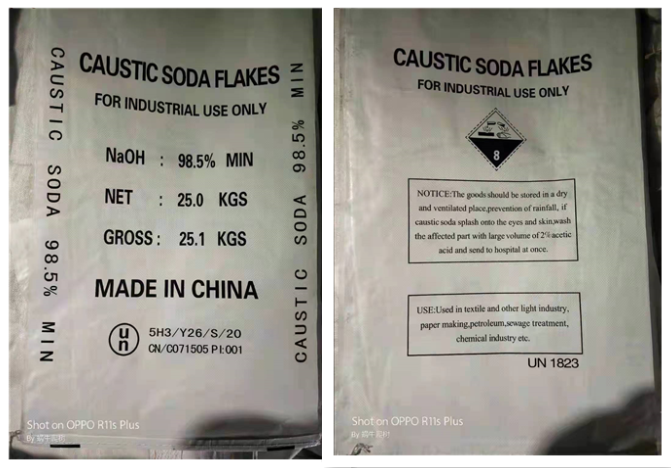 CAUSTIC SODA 98.5% MIN
CAUSTIC SODA FLAKES
FOR INDUSTRIAL USE ONLY
NaOH : 98.5% MIN
NET : 25.0 KGS
GROSS : 25.1 KGS
MADE IN CHINA
un
5H3/Y26/S/20
CN/C071505 PI:001
CAUSTIC SODA 98.5% MIN
Shot on OPPO R11s Plus
By
CAUSTIC SODA FLAKES
FOR INDUSTRIAL USE ONLY
8
NOTICE:The goods should be stored in a dry
and ventilated place,prevention of rainfall, if
caustic soda splash onto the eyes and skin,wash
the affected part with large volume of 2% acetic
acid and send to hospital at once.
USE:Used in textile and other light industry,
paper making,petroleum,sewage treatment,
chemical industry etc.
UN 1823
Shot on OPPO R11s Plus
By